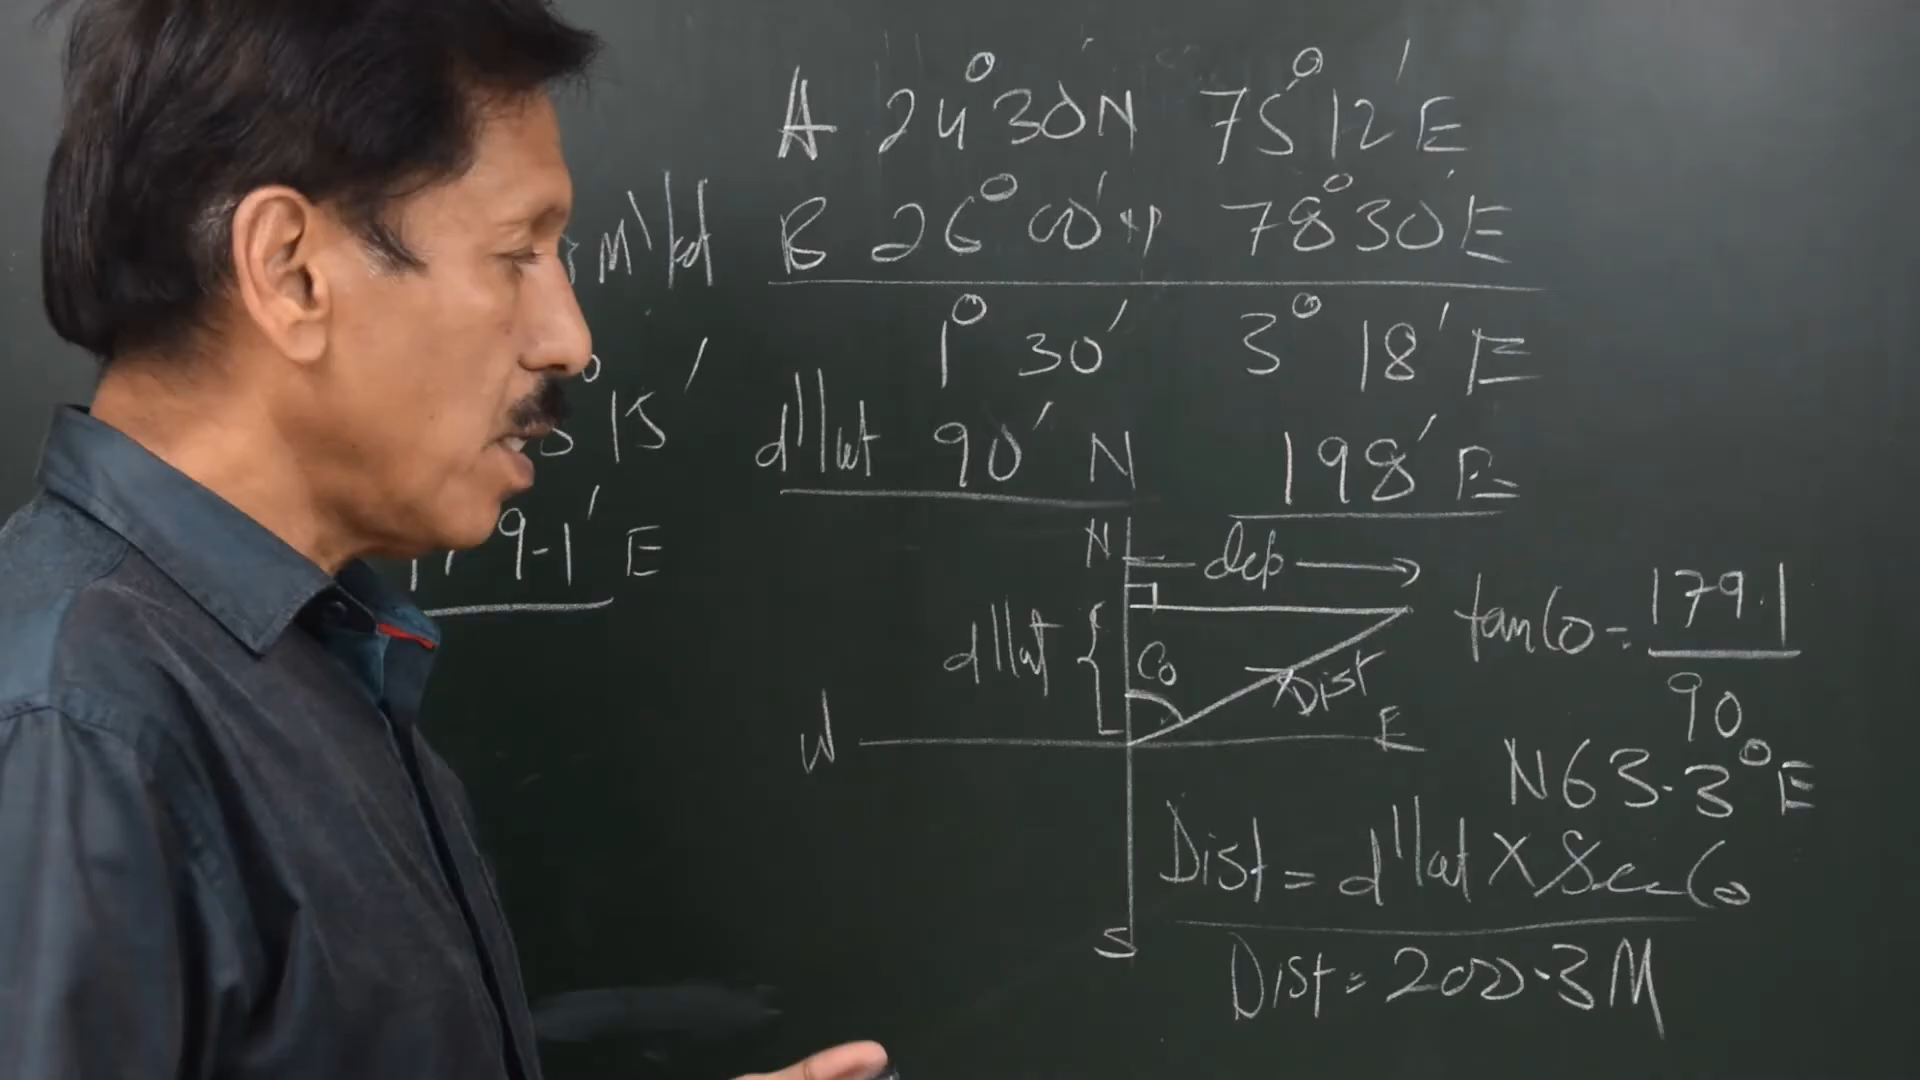 A 24°30'N 75°12'E
B 26°00'N 78°30'E
m'lat
1°30' 3°18'E
15'
d'lat 90'N 198'E
9.1'E
N dep
d'lat Co Dist
tan Co = 179.1 / 90
W E
N 63.3°E
Dist = d'lat × Sec Co
S
Dist = 200.3 M